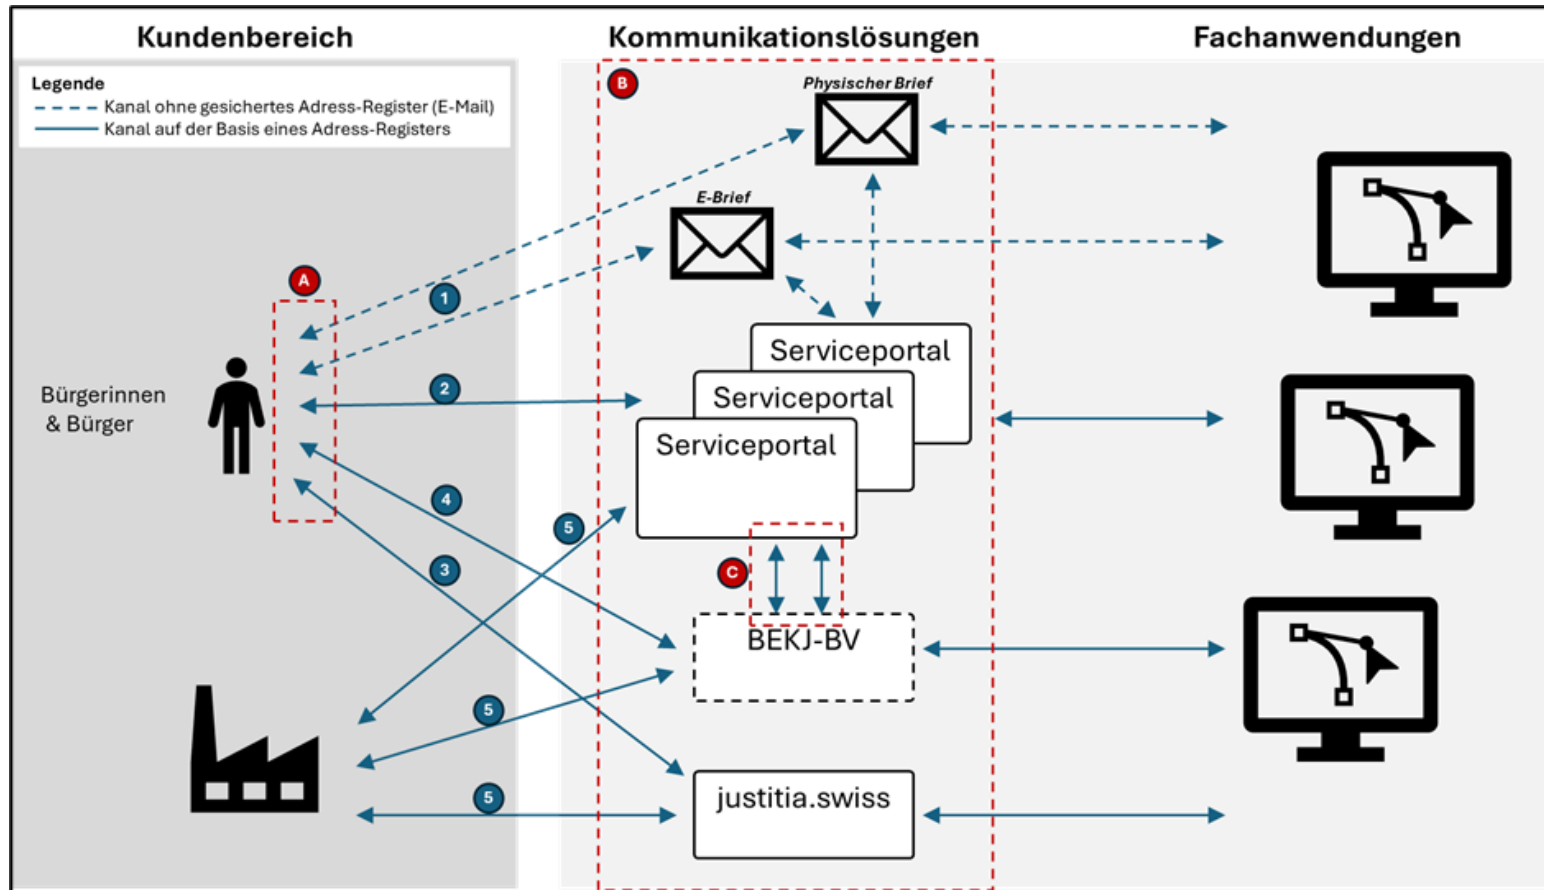 Kundenbereich
Kommunikationslösungen
Fachanwendungen
Legende
Kanal ohne gesichertes Adress-Register (E-Mail)
Kanal auf der Basis eines Adress-Registers
B
Physischer Brief
E-Brief
A
1
Serviceportal
2
Serviceportal
Bürgerinnen
& Bürger
Serviceportal
4
5
3
C
BEKJ-BV
5
5
justitia.swiss